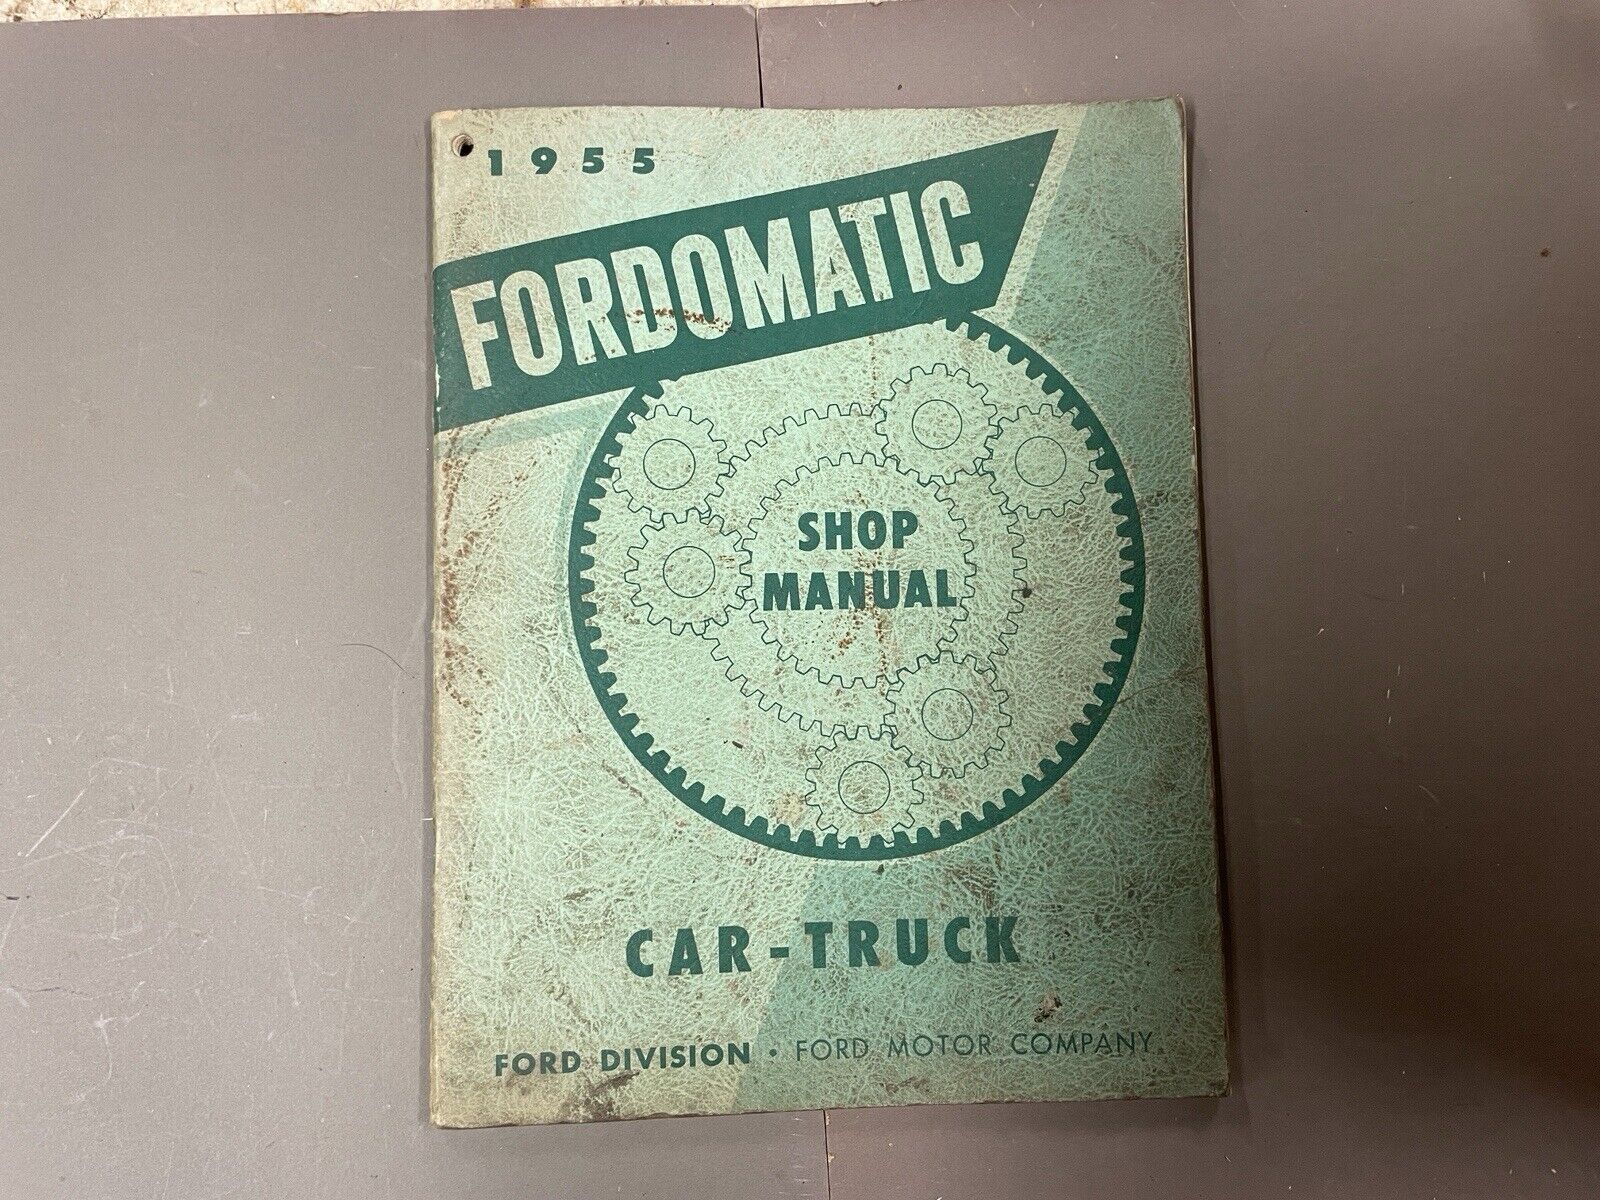 1955
FORDOMATIC
SHOP
MANUAL
CAR-TRUCK
FORD DIVISION • FORD MOTOR COMPANY